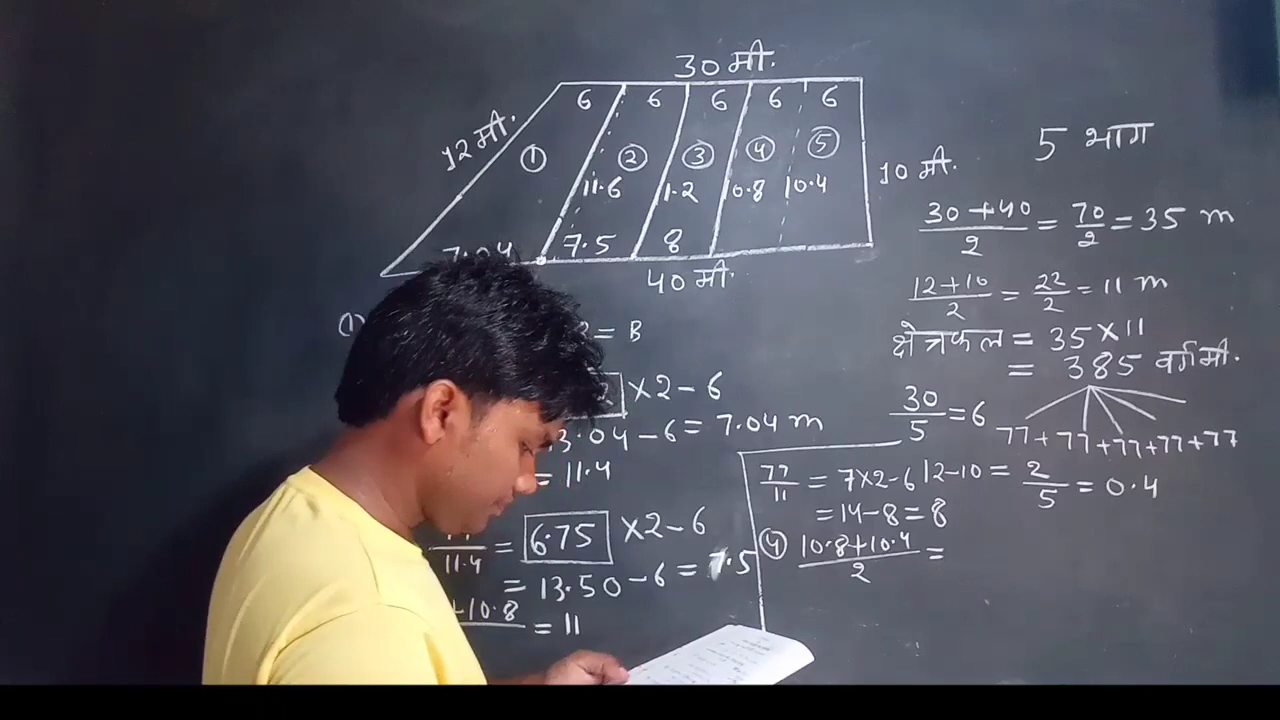 30 मी.
6 6 6 6 6
12 मी.
① ② ③ ④ ⑤
10 मी.
11.6 11.2 10.8 10.4
7.04 7.5 8
40 मी.
5 भाग
30 + 40 / 2 = 70 / 2 = 35 m
12 + 10 / 2 = 22 / 2 = 11 m
क्षेत्रफल = 35 × 11
= 385 वर्ग मी.
30 / 5 = 6
77 + 77 + 77 + 77 + 77
(1)
= B
× 2 - 6
3.04 - 6 = 7.04 m
= 11.4
11.4 = 6.75 × 2 - 6
= 13.50 - 6 = 7.5
+ 10.8 = 11
77 / 11 = 7 × 2 - 6
= 14 - 8 = 8
12 - 10 = 2 / 5 = 0.4
④ 10.8 + 10.4 / 2 =